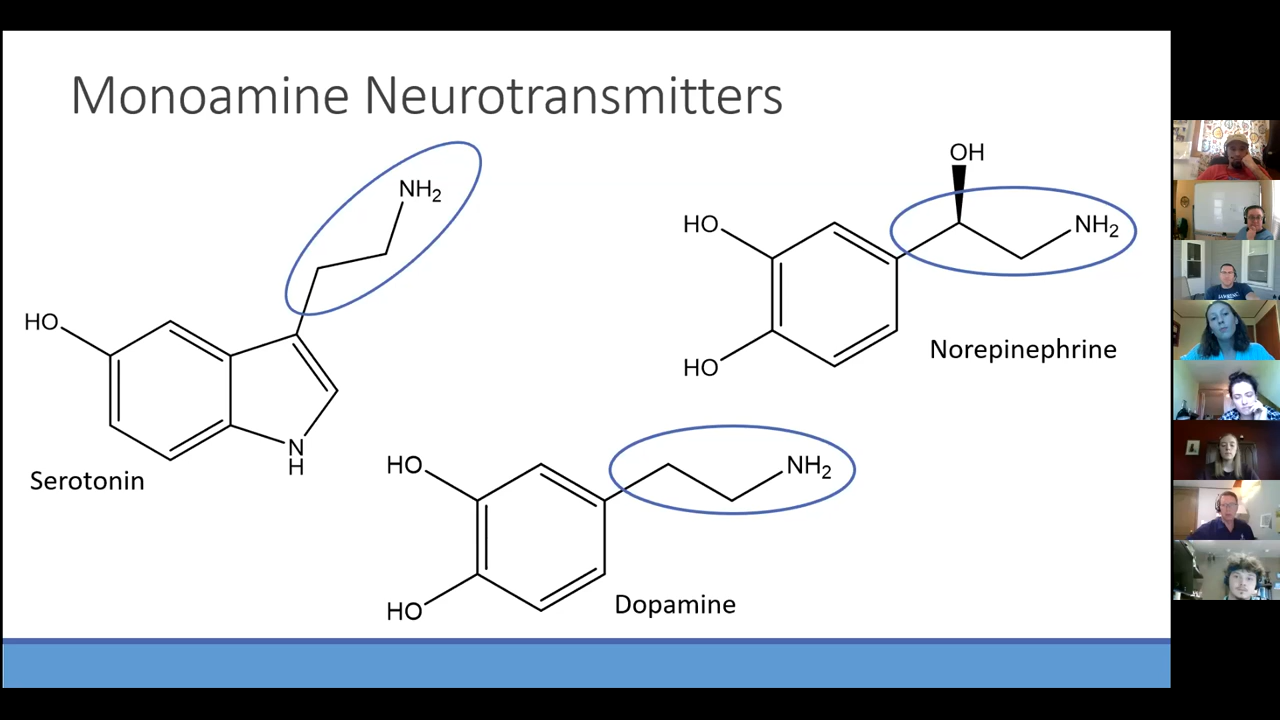 Monoamine Neurotransmitters
NH2
HO
N
H
Serotonin
OH
HO
NH2
HO
Norepinephrine
HO
NH2
HO
Dopamine